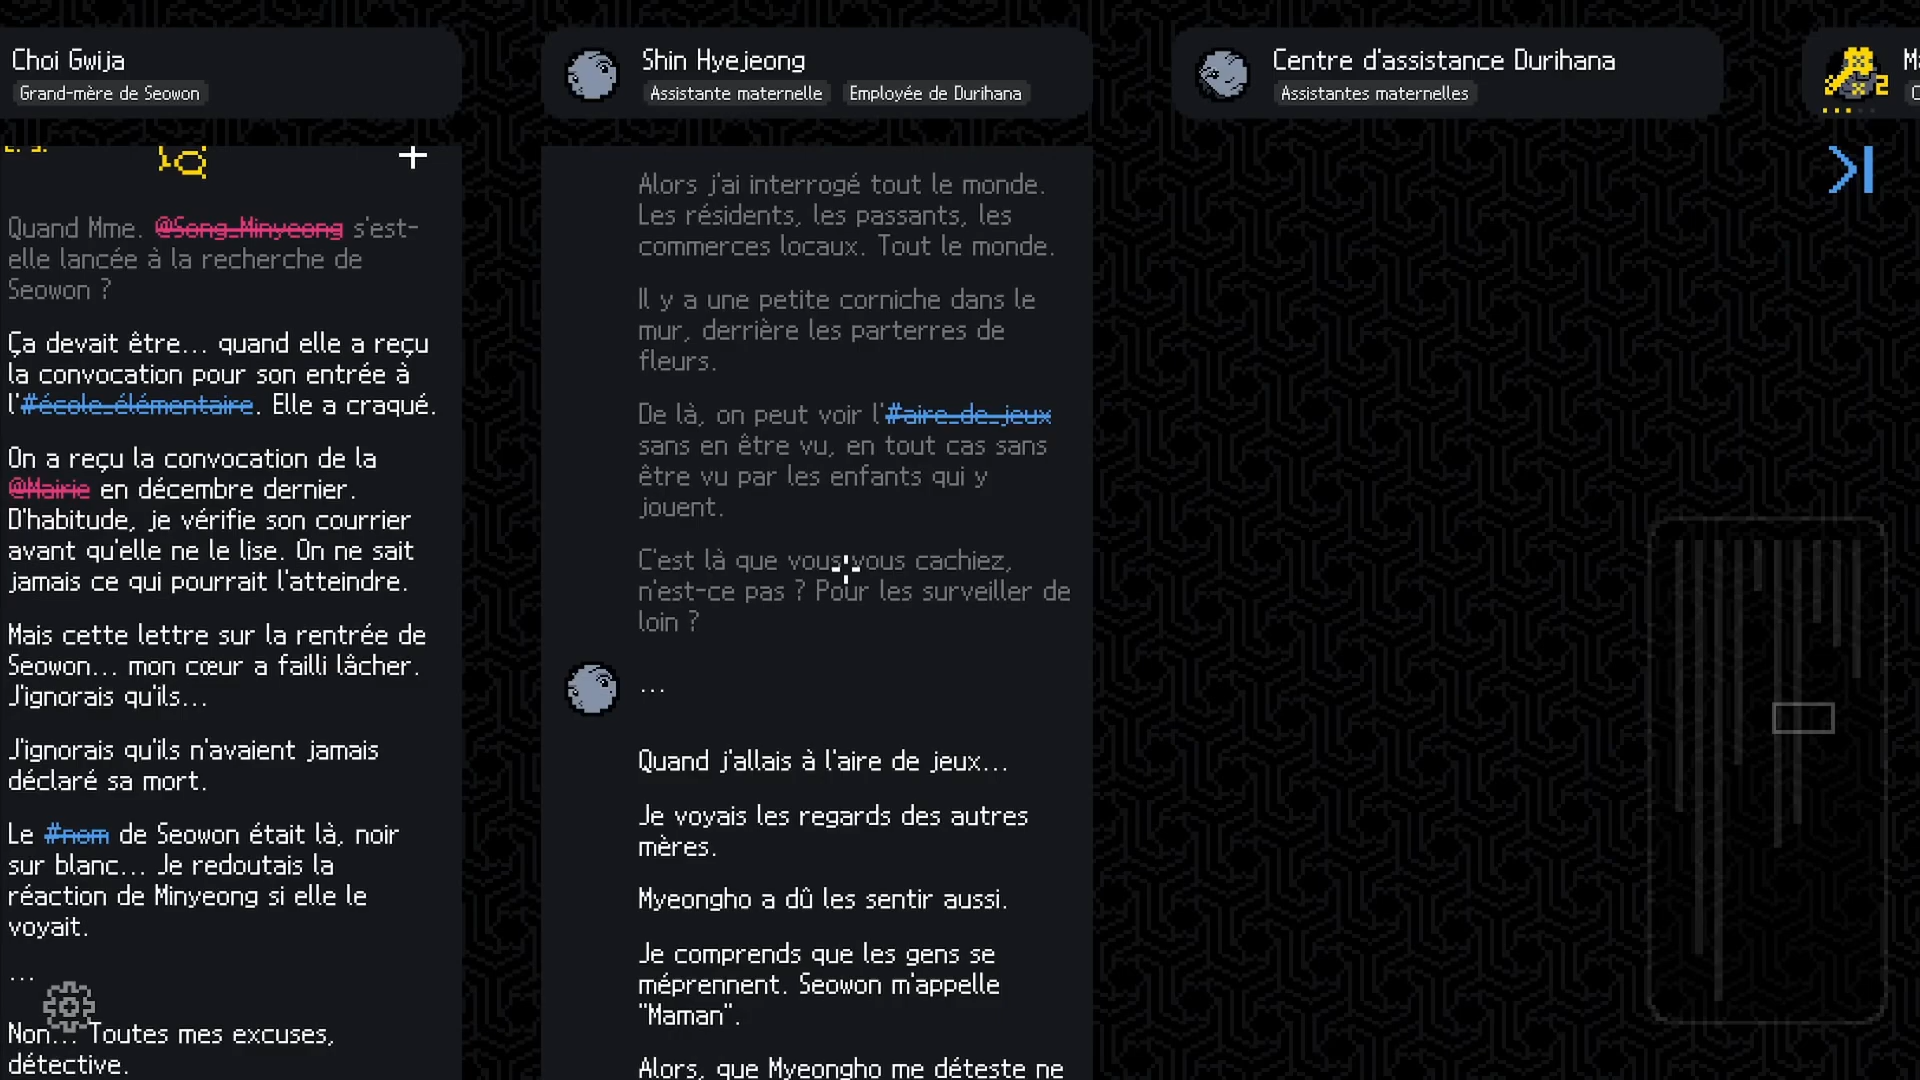 Choi Gwija
Grand-mère de Seowon
Quand Mme. @Song_Minyeong s'est-
elle lancée à la recherche de
Seowon ?
Ça devait être... quand elle a reçu
la convocation pour son entrée à
l'#école_élémentaire. Elle a craqué.
On a reçu la convocation de la
@Mairie en décembre dernier.
D'habitude, je vérifie son courrier
avant qu'elle ne le lise. On ne sait
jamais ce qui pourrait l'atteindre.
Mais cette lettre sur la rentrée de
Seowon... mon cœur a failli lâcher.
J'ignorais qu'ils...
J'ignorais qu'ils n'avaient jamais
déclaré sa mort.
Le #nom de Seowon était là, noir
sur blanc... Je redoutais la
réaction de Minyeong si elle le
voyait.
...
Non... Toutes mes excuses,
détective.
Shin Hyejeong
Assistante maternelle
Employée de Durihana
Alors j'ai interrogé tout le monde.
Les résidents, les passants, les
commerces locaux. Tout le monde.
Il y a une petite corniche dans le
mur, derrière les parterres de
fleurs.
De là, on peut voir l'#aire_de_jeux
sans en être vu, en tout cas sans
être vu par les enfants qui y
jouent.
C'est là que vous vous cachiez,
n'est-ce pas ? Pour les surveiller de
loin ?
...
Quand j'allais à l'aire de jeux...
Je voyais les regards des autres
mères.
Myeongho a dû les sentir aussi.
Je comprends que les gens se
méprennent. Seowon m'appelle
"Maman".
Alors, que Myeongho me déteste ne
Centre d'assistance Durihana
Assistantes maternelles
2